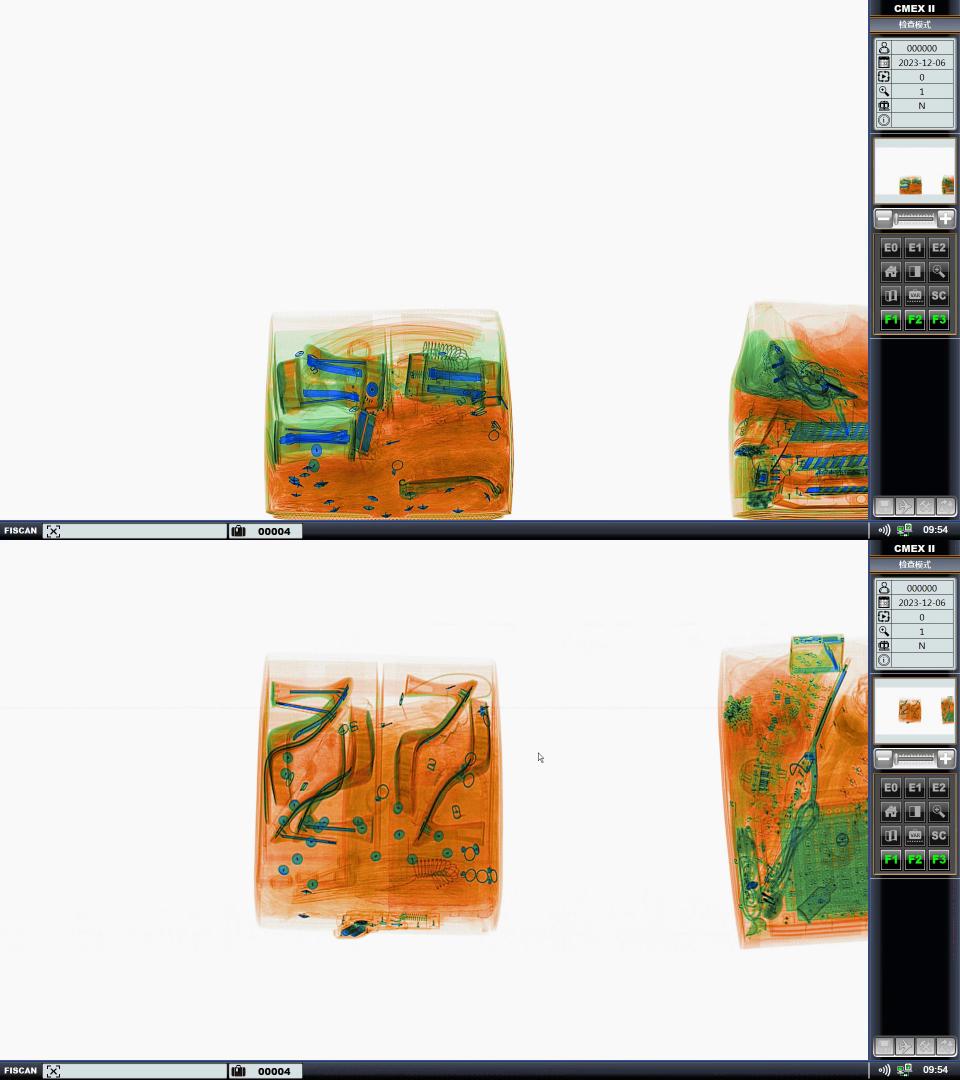 CMEX II
检查模式
000000
2023-12-06
0
1
N
E0 E1 E2
SC
F1 F2 F3
FISCAN
00004
09:54
CMEX II
检查模式
000000
2023-12-06
0
1
N
E0 E1 E2
SC
F1 F2 F3
FISCAN
00004
09:54